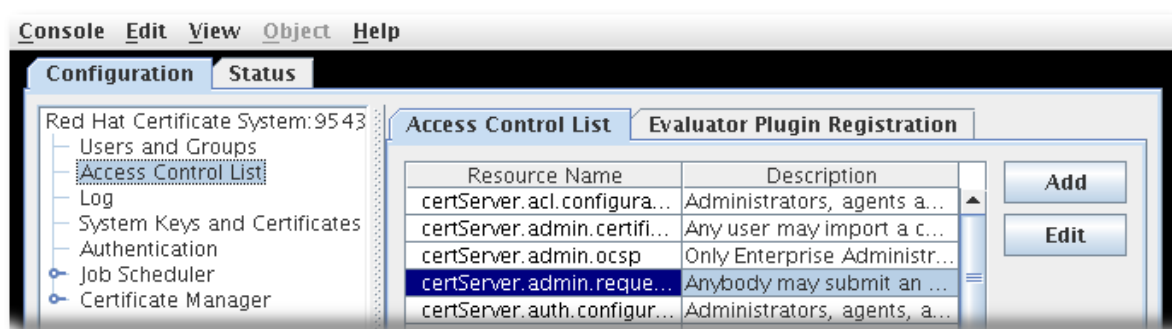 Console Edit View Object Help
Configuration Status
Red Hat Certificate System:9543
Users and Groups
Access Control List
Log
System Keys and Certificates
Authentication
Job Scheduler
Certificate Manager
Access Control List Evaluator Plugin Registration
Resource Name Description
certServer.acl.configura... Administrators, agents a...
certServer.admin.certifi... Any user may import a c...
certServer.admin.ocsp Only Enterprise Administr...
certServer.admin.reque... Anybody may submit an ...
certServer.auth.configur... Administrators, agents, a...
Add
Edit